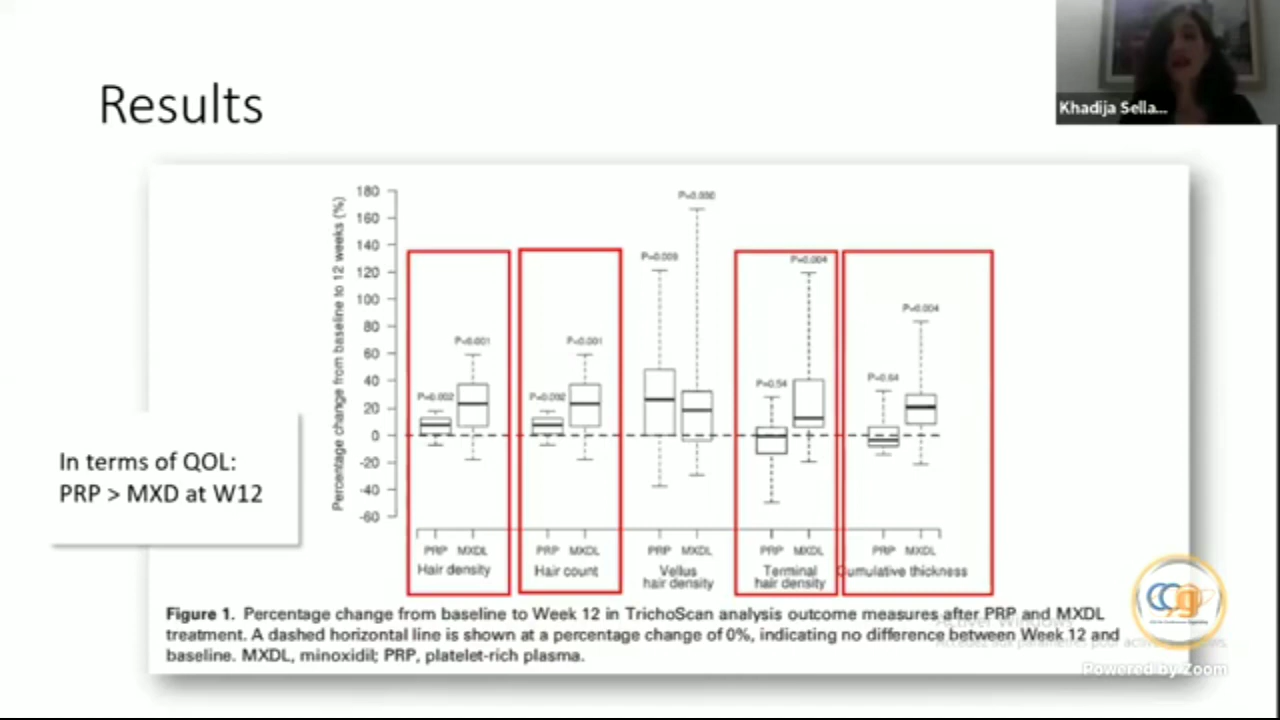 Results
Khadija Sella...
Percentage change from baseline to 12 weeks (%)
180
160
140
120
100
80
60
40
20
0
-20
-40
-60
P=0.002
P=0.001
P=0.002
P=0.001
P=0.009
P=0.54
P=0.004
P=0.64
P=0.004
PRP MXDL PRP MXDL PRP MXDL PRP MXDL PRP MXDL
Hair density
Hair count
Vellus
hair density
Terminal
hair density
Cumulative thickness
In terms of QOL:
PRP > MXD at W12
Figure 1. Percentage change from baseline to Week 12 in TrichoScan analysis outcome measures after PRP and MXDL
treatment. A dashed horizontal line is shown at a percentage change of 0%, indicating no difference between Week 12 and
baseline. MXDL, minoxidil; PRP, platelet-rich plasma.
Activer Windows
Powered by Zoom